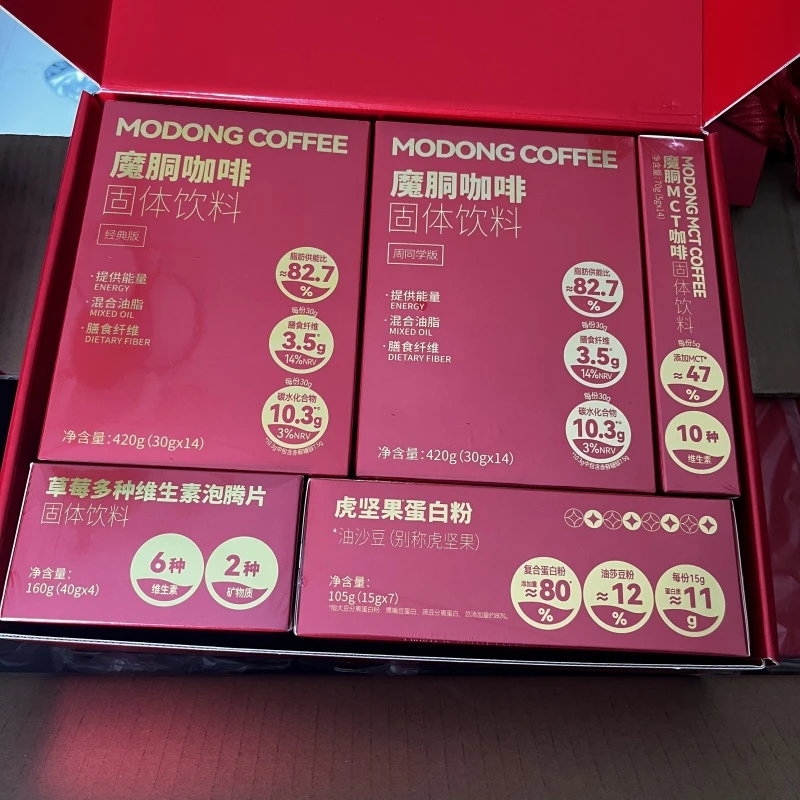 MODONG COFFEE
魔胴咖啡
固体饮料
经典版
·提供能量
ENERGY
·混合油脂
MIXED OIL
·膳食纤维
DIETARY FIBER
脂肪供能比
≈82.7
%
每份30g
膳食纤维
3.5g
14%NRV
每份30g
碳水化合物
10.3g
3%NRV
净含量：420g（30gx14）
MODONG COFFEE
魔胴咖啡
固体饮料
周同学版
·提供能量
ENERGY
·混合油脂
MIXED OIL
·膳食纤维
DIETARY FIBER
脂肪供能比
≈82.7
%
每份30g
膳食纤维
3.5g
14%NRV
每份30g
碳水化合物
10.3g
3%NRV
净含量：420g（30gx14）
MODONG MCT COFFEE
魔胴MCT咖啡固体饮料
净含量：70g（5gx14）
每份5g
添加MCT*
≈47
%
10种
维生素
草莓多种维生素泡腾片
固体饮料
净含量：
160g（40gx4）
6种
维生素
2种
矿物质
虎坚果蛋白粉
*油沙豆（别称虎坚果）
净含量：
105g（15gx7）
复合蛋白粉
添加量≈80
%
油莎豆粉
≈12
%
每份15g
蛋白质≈11
g